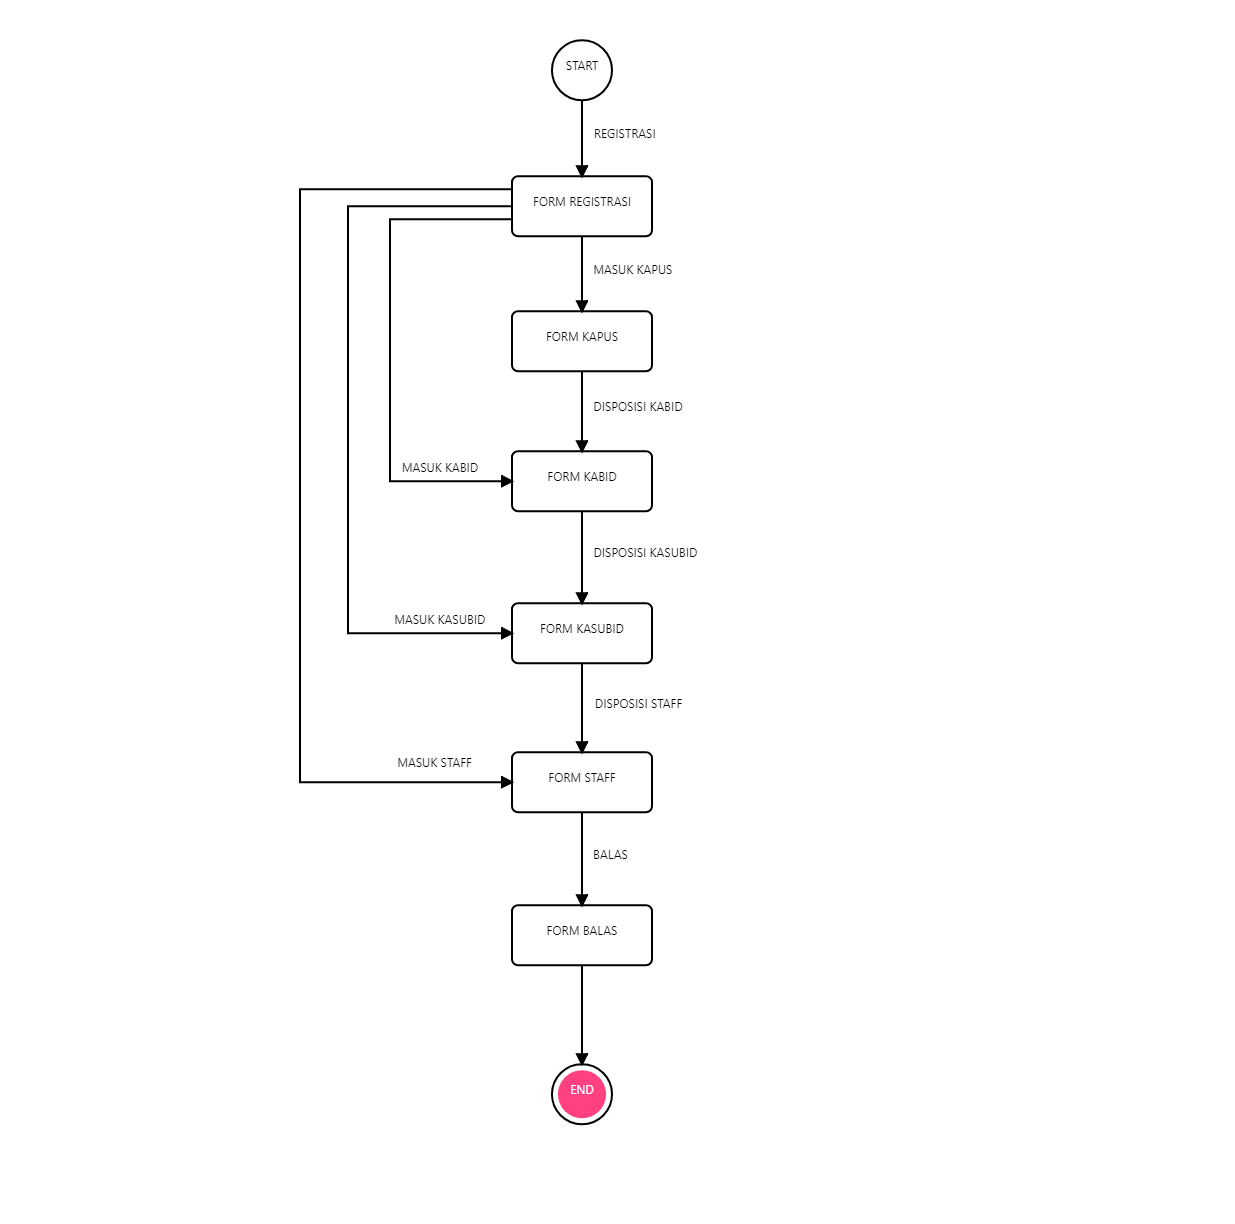 START
REGISTRASI
FORM REGISTRASI
MASUK KAPUS
FORM KAPUS
DISPOSISI KABID
MASUK KABID
FORM KABID
DISPOSISI KASUBID
MASUK KASUBID
FORM KASUBID
DISPOSISI STAFF
MASUK STAFF
FORM STAFF
BALAS
FORM BALAS
END